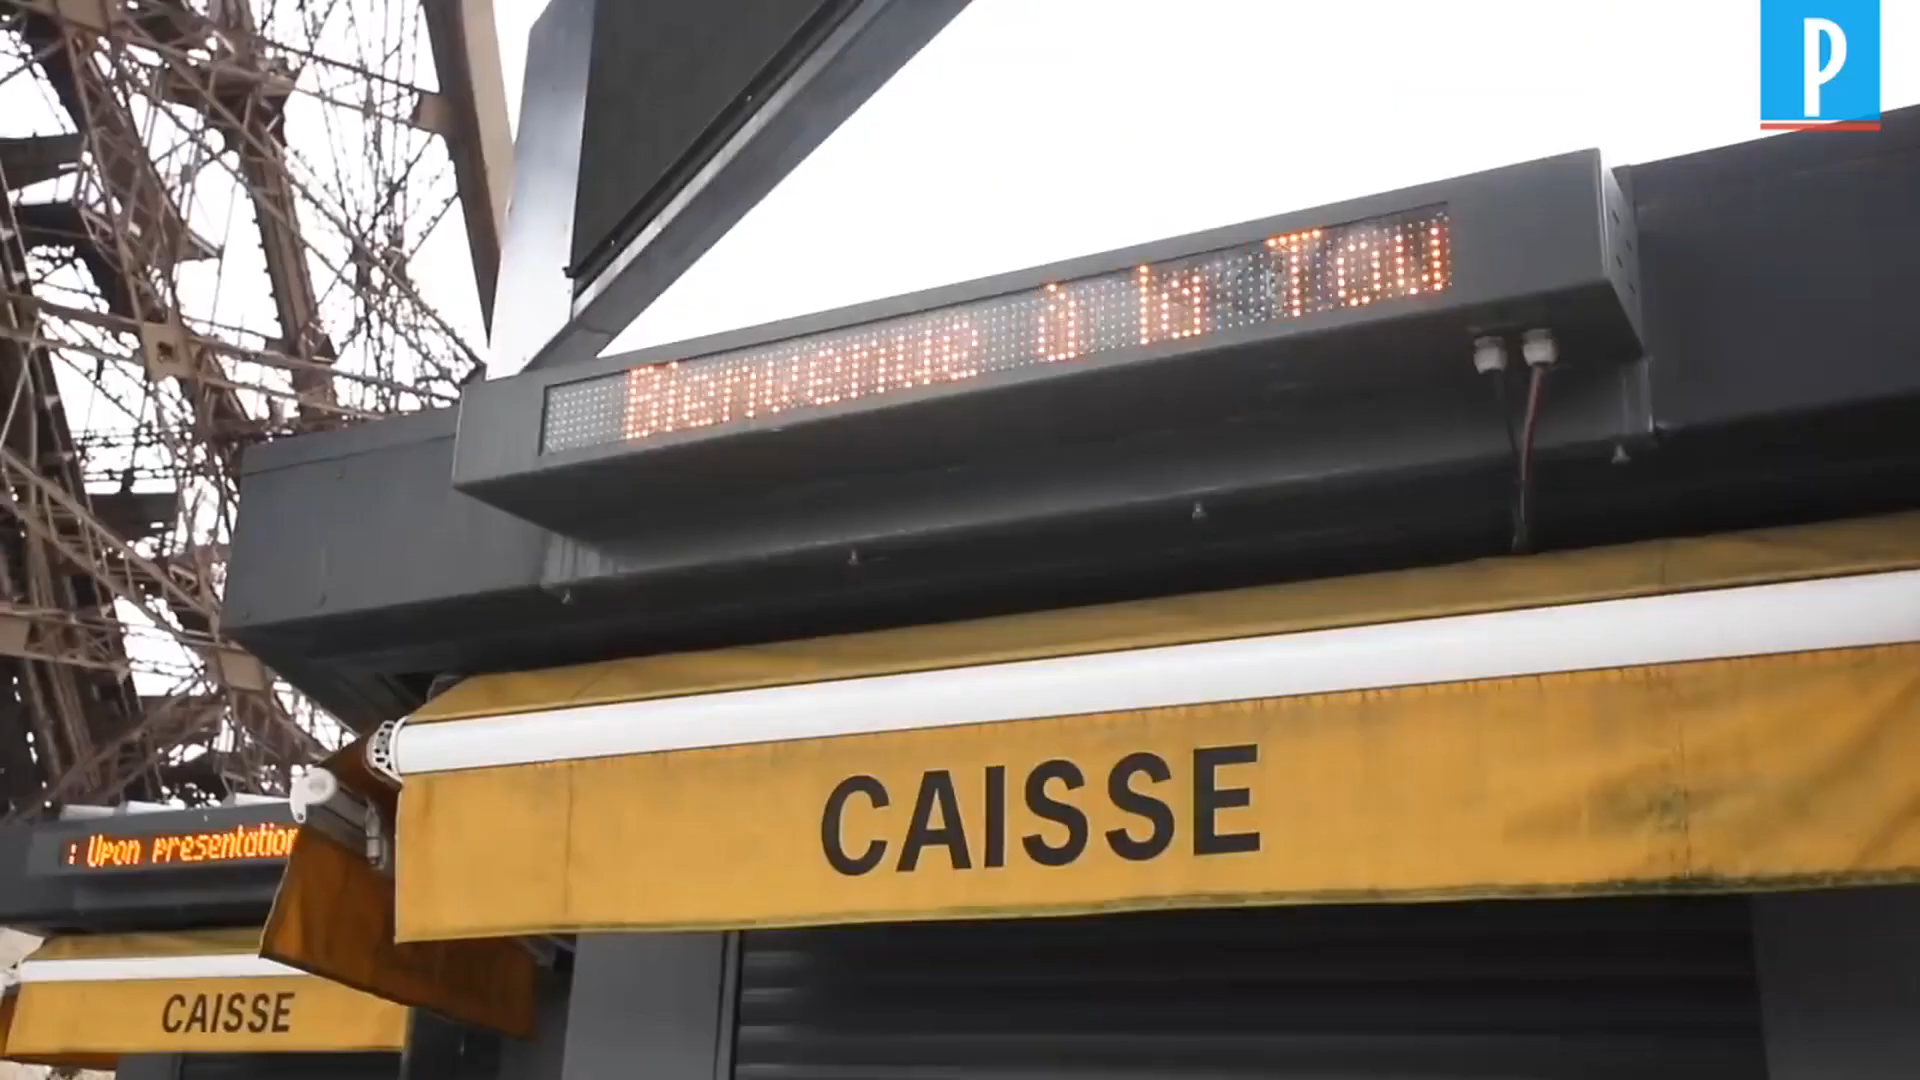 P
Bienvenue à la Tou
CAISSE
: Upon presentation
CAISSE